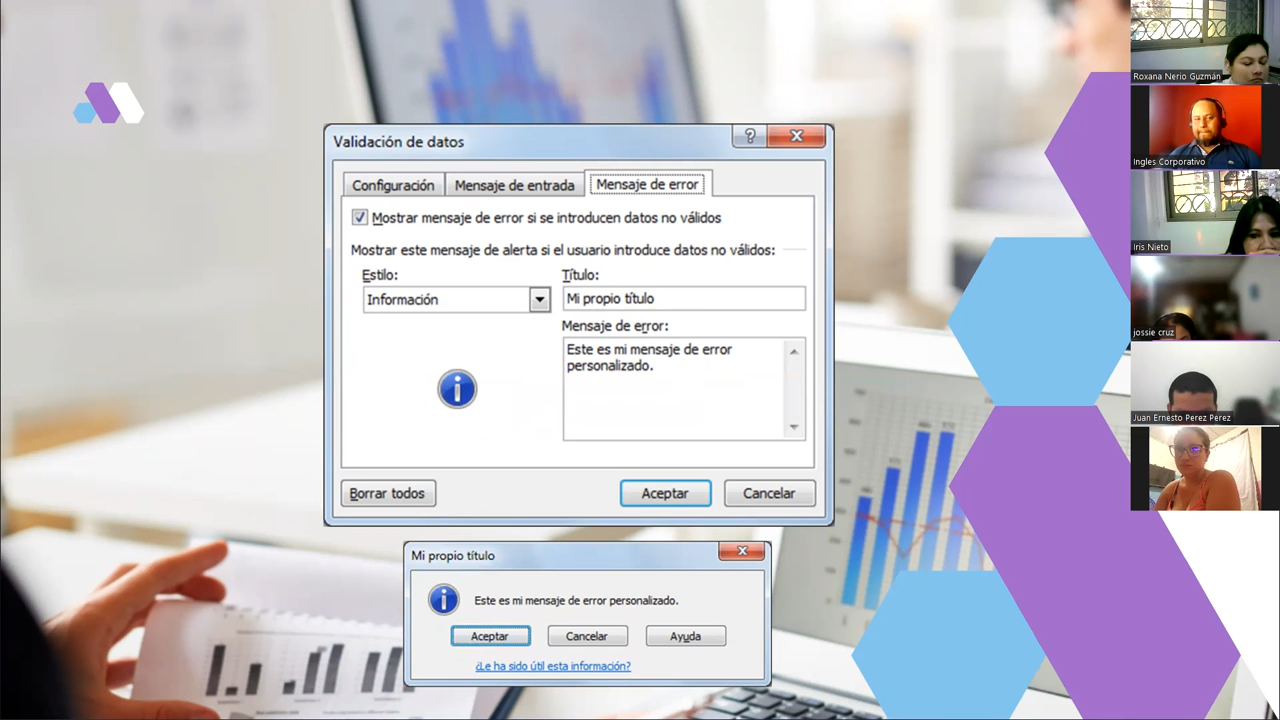 Validación de datos
Configuración
Mensaje de entrada
Mensaje de error
Mostrar mensaje de error si se introducen datos no válidos
Mostrar este mensaje de alerta si el usuario introduce datos no válidos:
Estilo:
Información
Título:
Mi propio título
Mensaje de error:
Este es mi mensaje de error
personalizado.
Borrar todos
Aceptar
Cancelar
Mi propio título
Este es mi mensaje de error personalizado.
Aceptar
Cancelar
Ayuda
¿Le ha sido útil esta información?
Roxana Nerio Guzmán
Ingles Corporativo
Iris Nieto
jossie cruz
Juan Ernesto Perez Perez